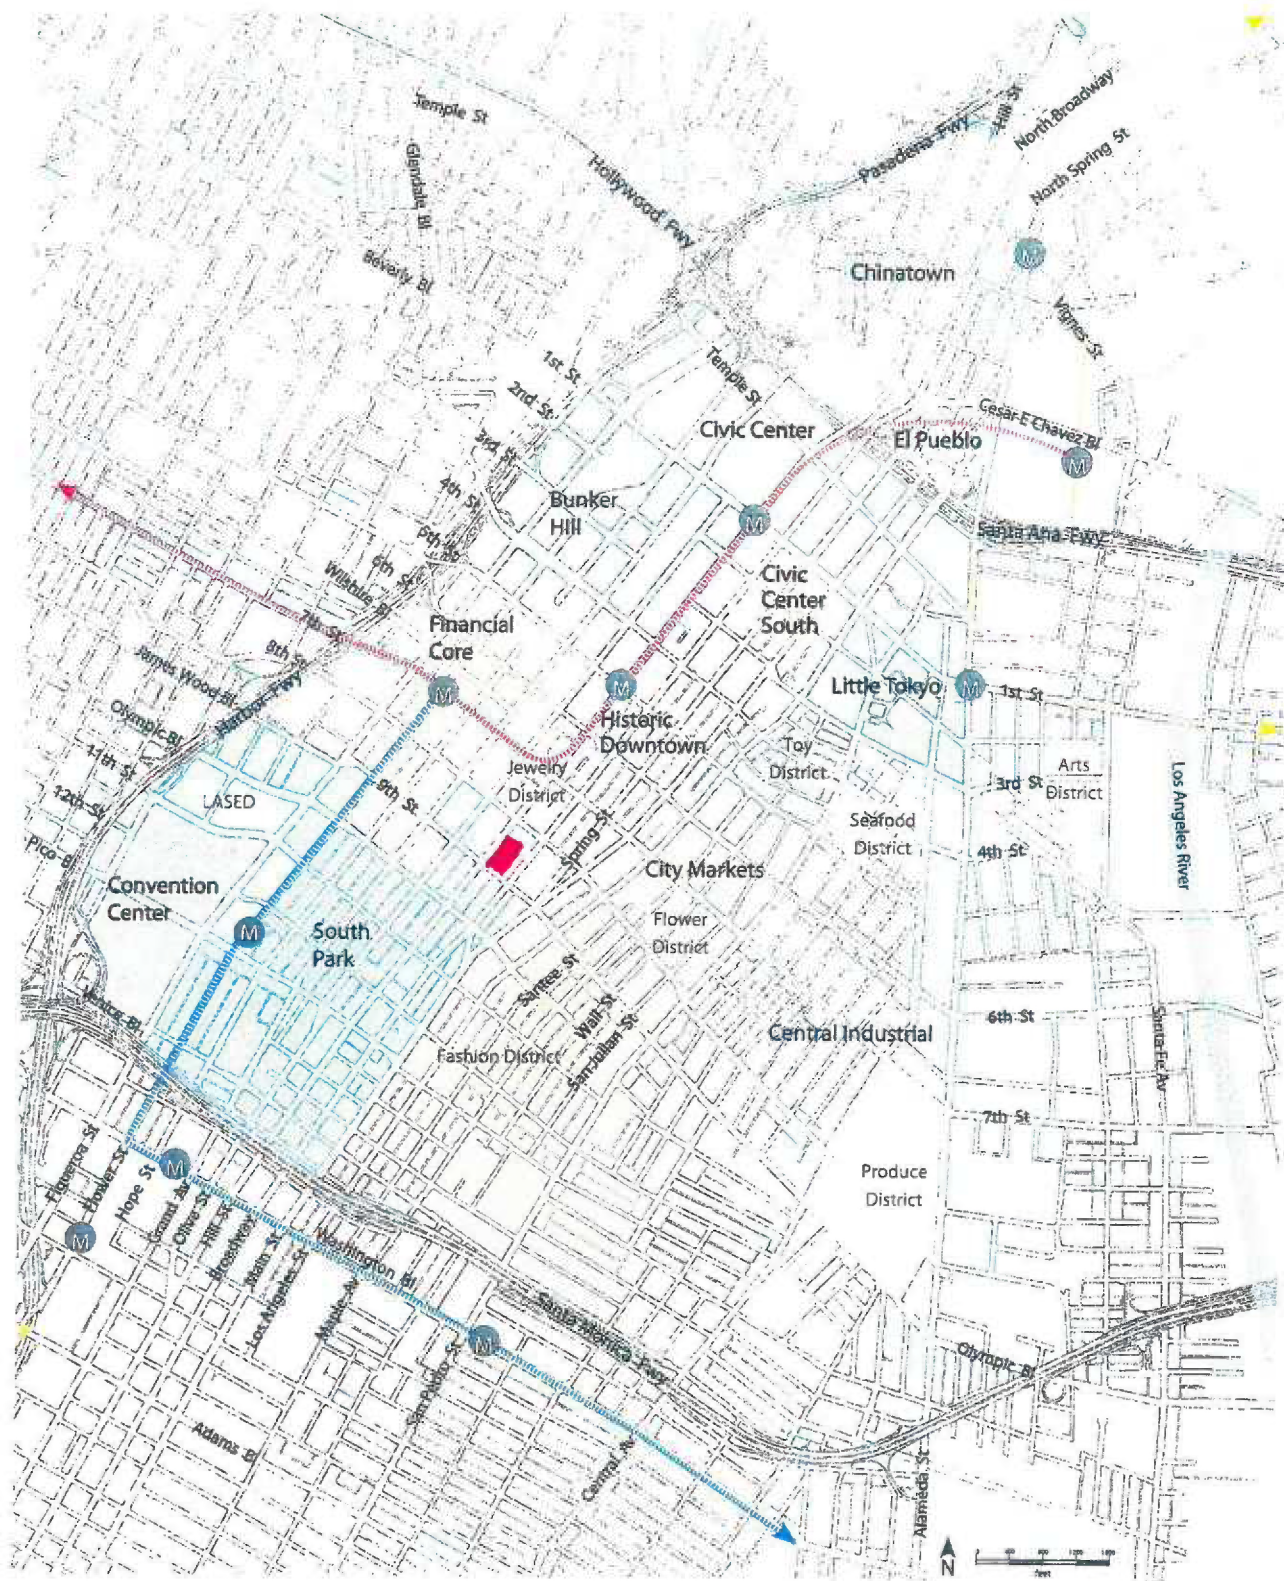 Temple St
Glendale Bl
Beverly Bl
Hollywood Fwy
Pasadena Fwy
Hill St
North Broadway
North Spring St
M
Chinatown
Vignes St
1st St
2nd St
3rd St
4th St
5th St
6th St
Wilshire Bl
7th St
8th St
James Wood Bl
Harbor Fwy
Olympic Bl
11th St
12th St
Pico Bl
Temple St
Civic Center
El Pueblo
Cesar E Chavez Bl
M
Bunker
Hill
M
Santa Ana Fwy
Civic
Center
South
Financial
Core
M
M
Little Tokyo
M
1st St
Historic
Downtown
Toy
District
Jewelry
District
Arts
District
3rd St
Los Angeles River
LASED
9th St
Spring St
Seafood
District
4th St
City Markets
Convention
Center
M
South
Park
Flower
District
Santee St
Wall St
San Julian St
Central Industrial
6th St
Santa Fe Av
Fashion District
Venice Bl
7th St
Produce
District
M
Figueroa St
Flower St
Hope St
Grand Av
Olive St
Hill St
Broadway
Main St
Los Angeles St
Maple Av
M
Washington Bl
San Pedro St
M
Santa Monica Fwy
Olympic Bl
Adams Bl
Central Av
Alameda St
N
feet